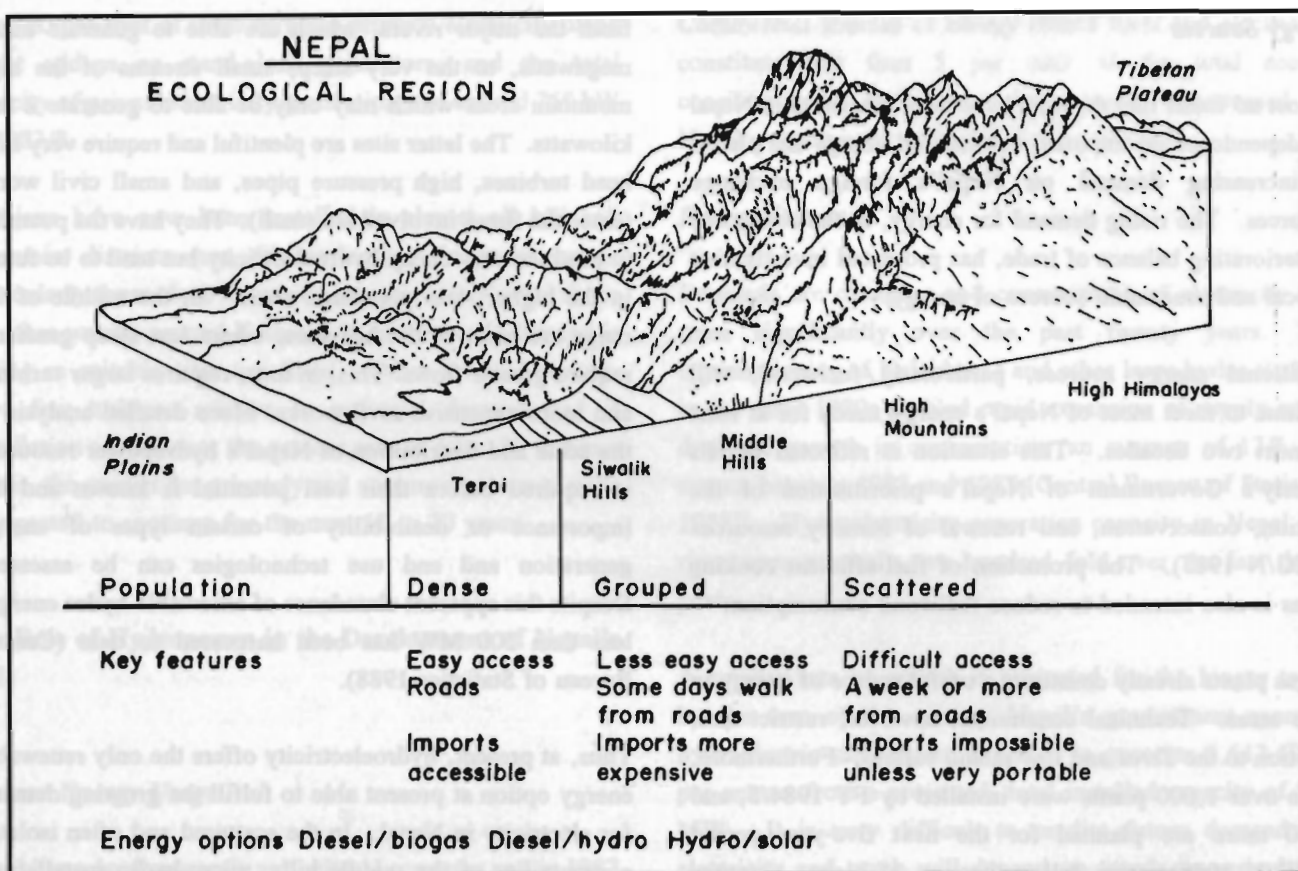 NEPAL
ECOLOGICAL REGIONS
Tibetan
Plateau
High Himalayas
High
Mountains
Middle
Hills
Siwalik
Hills
Terai
Indian
Plains
Population Dense Grouped Scattered
Key features Easy access Less easy access Difficult access
Roads Some days walk A week or more
from roads from roads
Imports Imports more Imports impossible
accessible expensive unless very portable
Energy options Diesel/biogas Diesel/hydro Hydro/solar